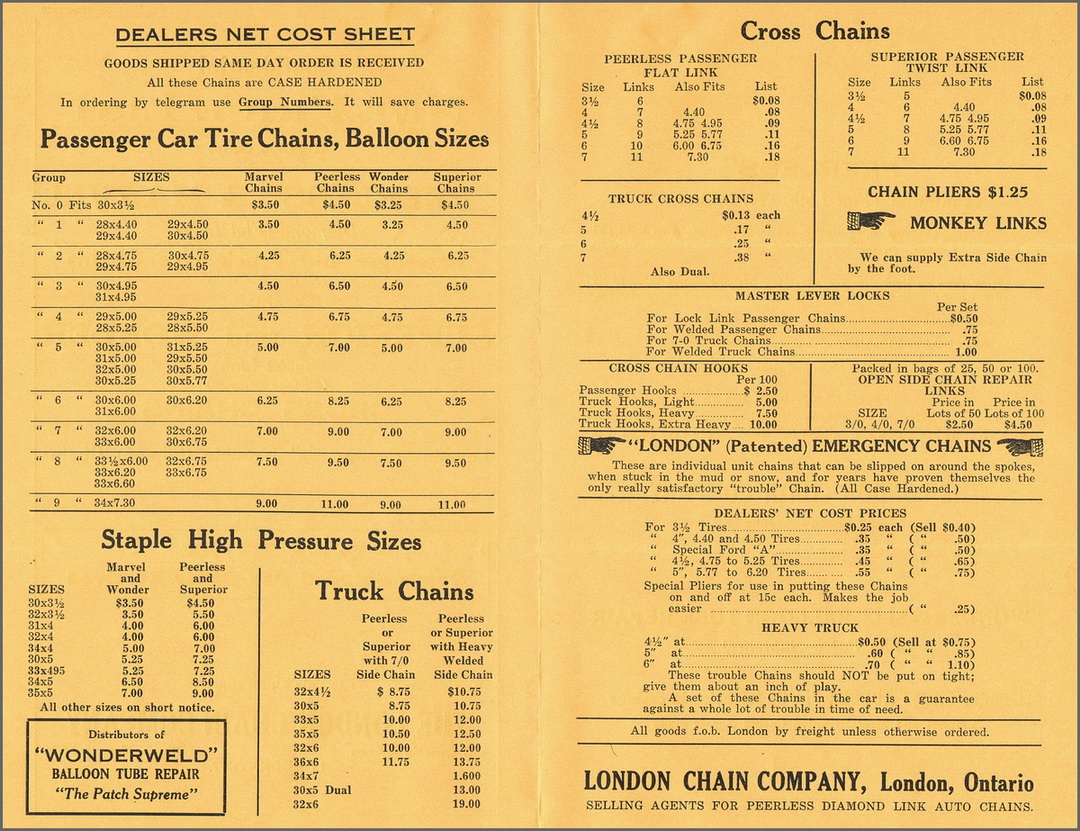 DEALERS NET COST SHEET
GOODS SHIPPED SAME DAY ORDER IS RECEIVED
All these Chains are CASE HARDENED
In ordering by telegram use Group Numbers. It will save charges.
Passenger Car Tire Chains, Balloon Sizes
Group SIZES Marvel Chains Peerless Chains Wonder Chains Superior Chains
No. 0 Fits 30x3½ $3.50 $4.50 $3.25 $4.50
“ 1 “ 28x4.40 29x4.50 3.50 4.50 3.25 4.50
29x4.40 30x4.50
“ 2 “ 28x4.75 30x4.75 4.25 6.25 4.25 6.25
29x4.75 29x4.95
“ 3 “ 30x4.95 4.50 6.50 4.50 6.50
31x4.95
“ 4 “ 29x5.00 29x5.25 4.75 6.75 4.75 6.75
28x5.25 28x5.50
“ 5 “ 30x5.00 31x5.25 5.00 7.00 5.00 7.00
31x5.00 29x5.50
32x5.00 30x5.50
30x5.25 30x5.77
“ 6 “ 30x6.00 30x6.20 6.25 8.25 6.25 8.25
31x6.00
“ 7 “ 32x6.00 32x6.20 7.00 9.00 7.00 9.00
33x6.00 30x6.75
“ 8 “ 33½x6.00 32x6.75 7.50 9.50 7.50 9.50
33x6.20 33x6.75
33x6.60
“ 9 “ 34x7.30 9.00 11.00 9.00 11.00
Staple High Pressure Sizes
SIZES Marvel and Wonder Peerless and Superior
30x3½ $3.50 $4.50
32x3½ 3.50 5.50
31x4 4.00 6.00
32x4 4.00 6.00
34x4 5.00 7.00
30x5 5.25 7.25
33x495 5.25 7.25
34x5 6.50 8.50
35x5 7.00 9.00
All other sizes on short notice.
Distributors of
“WONDERWELD”
BALLOON TUBE REPAIR
“The Patch Supreme”
Truck Chains
SIZES Peerless or Superior with 7/0 Side Chain Peerless or Superior with Heavy Welded Side Chain
32x4½ $ 8.75 $10.75
30x5 8.75 10.75
33x5 10.00 12.00
35x5 10.50 12.50
32x6 10.00 12.00
36x6 11.75 13.75
34x7 1.600
30x5 Dual 13.00
32x6 19.00
Cross Chains
PEERLESS PASSENGER
FLAT LINK
Size Links Also Fits List
3½ 6 $0.08
4 7 4.40 .08
4½ 8 4.75 4.95 .09
5 9 5.25 5.77 .11
6 10 6.00 6.75 .16
7 11 7.30 .18
SUPERIOR PASSENGER
TWIST LINK
Size Links Also Fits List
3½ 5 $0.08
4 6 4.40 .08
4½ 7 4.75 4.95 .09
5 8 5.25 5.77 .11
6 9 6.60 6.75 .16
7 11 7.30 .18
TRUCK CROSS CHAINS
4½ $0.13 each
5 .17 “
6 .25 “
7 .38 “
Also Dual.
CHAIN PLIERS $1.25
MONKEY LINKS
We can supply Extra Side Chain
by the foot.
MASTER LEVER LOCKS
Per Set
For Lock Link Passenger Chains $0.50
For Welded Passenger Chains .75
For 7-0 Truck Chains .75
For Welded Truck Chains 1.00
CROSS CHAIN HOOKS
Per 100
Passenger Hooks $ 2.50
Truck Hooks, Light 5.00
Truck Hooks, Heavy 7.50
Truck Hooks, Extra Heavy 10.00
Packed in bags of 25, 50 or 100.
OPEN SIDE CHAIN REPAIR
LINKS
Price in Price in
SIZE Lots of 50 Lots of 100
3/0, 4/0, 7/0 $2.50 $4.50
“LONDON” (Patented) EMERGENCY CHAINS
These are individual unit chains that can be slipped on around the spokes,
when stuck in the mud or snow, and for years have proven themselves the
only really satisfactory “trouble” Chain. (All Case Hardened.)
DEALERS’ NET COST PRICES
For 3½ Tires $0.25 each (Sell $0.40)
“ 4”, 4.40 and 4.50 Tires .35 “ ( “ .50)
“ Special Ford “A” .35 “ ( “ .50)
“ 4½, 4.75 to 5.25 Tires .45 “ ( “ .65)
“ 5”, 5.77 to 6.20 Tires .55 “ ( “ .75)
Special Pliers for use in putting these Chains
on and off at 15c each. Makes the job
easier ( “ .25)
HEAVY TRUCK
4½” at $0.50 (Sell at $0.75)
5” at .60 ( “ “ .85)
6” at .70 ( “ “ 1.10)
These trouble Chains should NOT be put on tight;
give them about an inch of play.
A set of these Chains in the car is a guarantee
against a whole lot of trouble in time of need.
All goods f.o.b. London by freight unless otherwise ordered.
LONDON CHAIN COMPANY, London, Ontario
SELLING AGENTS FOR PEERLESS DIAMOND LINK AUTO CHAINS.